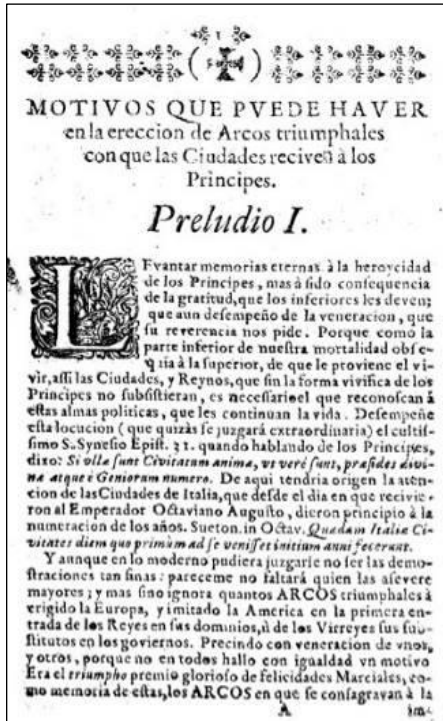 MOTIVOS QUE PVEDE HAVER
en la ereccion de Arcos triumphales
con que las Ciudades reciven à los
Principes.
Preludio I.
LEvantar memorias eternas à la heroycidad
de los Principes, mas à sido consequencia
de la gratitud, que los inferiores les deven;
que aun desempeño de la veneracion, que
su reverencia nos pide. Porque como la
parte inferior de nuestra mortalidad obse-
quia à la superior, de que le proviene el vi-
vir, assi las Ciudades, y Reynos, que sin la forma vivifica de los
Principes no subsistieran, es necessario el que reconoscan à
estas almas politicas, que les continuan la vida. Desempeñe
esta locucion (que quizàs se juzgarà extraordinaria) el cultis-
simo S. Synesio Epist. 31. quando hablando de los Principes,
dixo: Si vlla sunt Civitatum anima, vt verè sunt, præsides divi-
na atque è Geniorum numero. De aqui tendria origen la aten-
cion de las Ciudades de Italia, que desde el dia en que recivie-
ron al Emperador Octaviano Augusto, dieron principio à la
numeracion de los años. Sueton. in Octav. Quædam Italiæ Ci-
vitates diem quo primùm ad se venisset initium anni fecerunt.
Y aunque en lo moderno pudiera juzgarse no ser las demo-
straciones tan finas: pareceme no faltarà quien las asevere
mayores; y mas sino ignora quantos ARCOS triumphales à
erigido la Europa, y imitado la America en la primera en-
trada de los Reyes en sus dominios, ù de los Virreyes sus sub-
stitutos en los goviernos. Precindo con veneracion de vnos,
y otros, porque no en todos hallo con igualdad vn motivo
Era el triumpho premio glorioso de felicidades Marciales, co-
mo memoria de estas, los ARCOS en que se consagravan à la
A im-